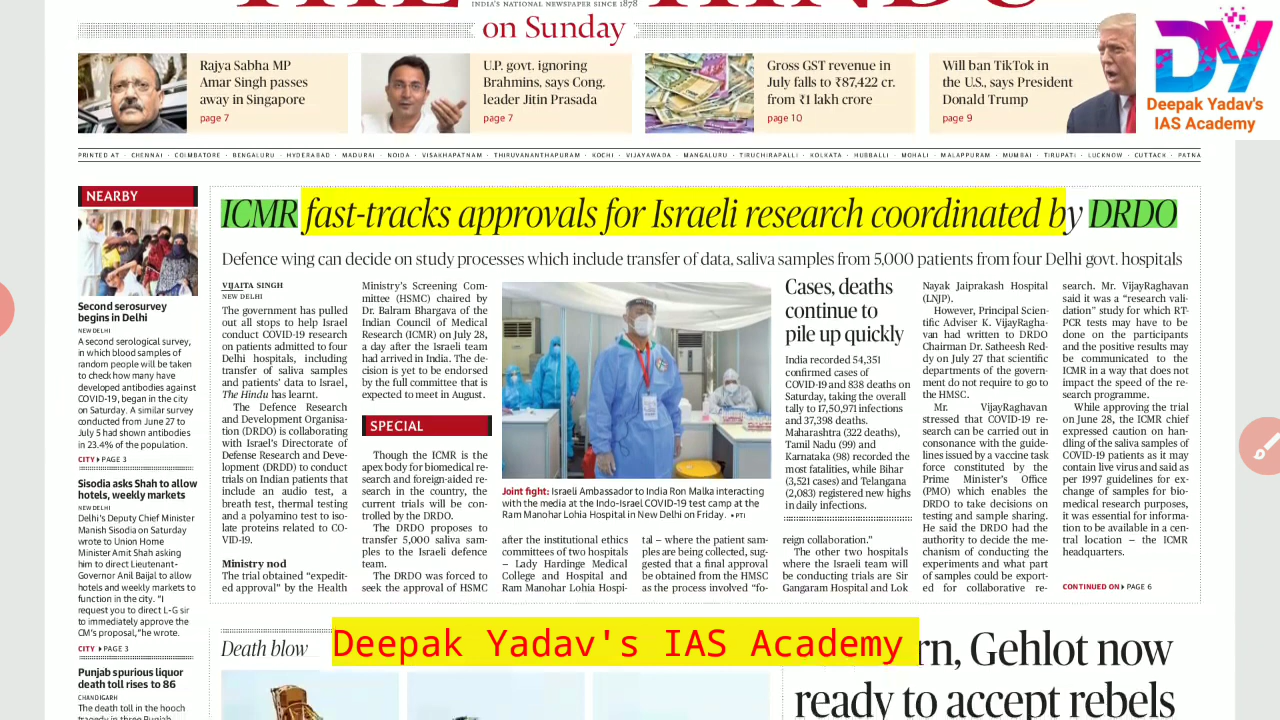 INDIA'S NATIONAL NEWSPAPER SINCE 1878
on Sunday
Rajya Sabha MP
Amar Singh passes
away in Singapore
page 7
U.P. govt. ignoring
Brahmins, says Cong.
leader Jitin Prasada
page 7
Gross GST revenue in
July falls to ₹87,422 cr.
from ₹1 lakh crore
page 10
Will ban TikTok in
the U.S., says President
Donald Trump
page 9
DY
Deepak Yadav's
IAS Academy
PRINTED AT · CHENNAI · COIMBATORE · BENGALURU · HYDERABAD · MADURAI · NOIDA · VISAKHAPATNAM · THIRUVANANTHAPURAM · KOCHI · VIJAYAWADA · MANGALURU · TIRUCHIRAPALLI · KOLKATA · HUBBALLI · MOHALI · MALAPPURAM · MUMBAI · TIRUPATI · LUCKNOW · CUTTACK · PATNA
NEARBY
Second serosurvey
begins in Delhi
NEW DELHI
A second serological survey,
in which blood samples of
random people will be taken
to check how many have
developed antibodies against
COVID-19, began in the city
on Saturday. A similar survey
conducted from June 27 to
July 5 had shown antibodies
in 23.4% of the population.
CITY PAGE 3
Sisodia asks Shah to allow
hotels, weekly markets
NEW DELHI
Delhi's Deputy Chief Minister
Manish Sisodia on Saturday
wrote to Union Home
Minister Amit Shah asking
him to direct Lieutenant-
Governor Anil Baijal to allow
hotels and weekly markets to
function in the city. "I
request you to direct L-G sir
to immediately approve the
CM's proposal," he wrote.
CITY PAGE 3
Punjab spurious liquor
death toll rises to 86
CHANDIGARH
The death toll in the hooch
tragedy in three Punjab
ICMR fast-tracks approvals for Israeli research coordinated by DRDO
Defence wing can decide on study processes which include transfer of data, saliva samples from 5,000 patients from four Delhi govt. hospitals
VIJAITA SINGH
NEW DELHI
The government has pulled
out all stops to help Israel
conduct COVID-19 research
on patients admitted to four
Delhi hospitals, including
transfer of saliva samples
and patients' data to Israel,
The Hindu has learnt.
The Defence Research
and Development Organisa-
tion (DRDO) is collaborating
with Israel's Directorate of
Defense Research and Deve-
lopment (DRDD) to conduct
trials on Indian patients that
include an audio test, a
breath test, thermal testing
and a polyamino test to iso-
late proteins related to CO-
VID-19.
Ministry nod
The trial obtained "expedit-
ed approval" by the Health
Ministry's Screening Com-
mittee (HSMC) chaired by
Dr. Balram Bhargava of the
Indian Council of Medical
Research (ICMR) on July 28,
a day after the Israeli team
had arrived in India. The de-
cision is yet to be endorsed
by the full committee that is
expected to meet in August.
SPECIAL
Though the ICMR is the
apex body for biomedical re-
search and foreign-aided re-
search in the country, the
current trials will be con-
trolled by the DRDO.
The DRDO proposes to
transfer 5,000 saliva sam-
ples to the Israeli defence
team.
The DRDO was forced to
seek the approval of HSMC
Joint fight: Israeli Ambassador to India Ron Malka interacting
with the media at the Indo-Israel COVID-19 test camp at the
Ram Manohar Lohia Hospital in New Delhi on Friday. • PTI
after the institutional ethics
committees of two hospitals
– Lady Hardinge Medical
College and Hospital and
Ram Manohar Lohia Hospi-
tal – where the patient sam-
ples are being collected, sug-
gested that a final approval
be obtained from the HMSC
as the process involved "fo-
Cases, deaths
continue to
pile up quickly
India recorded 54,351
confirmed cases of
COVID-19 and 838 deaths on
Saturday, taking the overall
tally to 17,50,971 infections
and 37,398 deaths.
Maharashtra (322 deaths),
Tamil Nadu (99) and
Karnataka (98) recorded the
most fatalities, while Bihar
(3,521 cases) and Telangana
(2,083) registered new highs
in daily infections.
reign collaboration."
The other two hospitals
where the Israeli team will
be conducting trials are Sir
Gangaram Hospital and Lok
Nayak Jaiprakash Hospital
(LNJP).
However, Principal Scien-
tific Adviser K. VijayRagha-
van had written to DRDO
Chairman Dr. Satheesh Red-
dy on July 27 that scientific
departments of the govern-
ment do not require to go to
the HMSC.
Mr. VijayRaghavan
stressed that COVID-19 re-
search can be carried out in
consonance with the guide-
lines issued by a vaccine task
force constituted by the
Prime Minister's Office
(PMO) which enables the
DRDO to take decisions on
testing and sample sharing.
He said the DRDO had the
authority to decide the me-
chanism of conducting the
experiments and what part
of samples could be export-
ed for collaborative re-
search. Mr. VijayRaghavan
said it was a "research vali-
dation" study for which RT-
PCR tests may have to be
done on the participants
and the positive results may
be communicated to the
ICMR in a way that does not
impact the speed of the re-
search programme.
While approving the trial
on June 28, the ICMR chief
expressed caution on han-
dling of the saliva samples of
COVID-19 patients as it may
contain live virus and said as
per 1997 guidelines for ex-
change of samples for bio-
medical research purposes,
it was essential for informa-
tion to be available in a cen-
tral location – the ICMR
headquarters.
CONTINUED ON PAGE 6
Death blow
Deepak Yadav's IAS Academy
rn, Gehlot now
ready to accept rebels